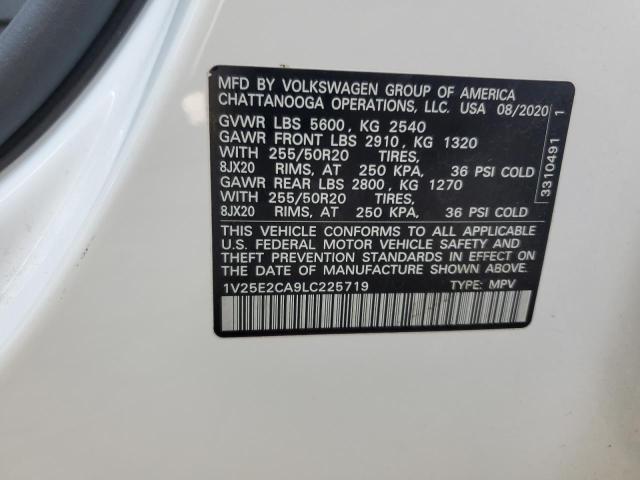 MFD BY VOLKSWAGEN GROUP OF AMERICA
CHATTANOOGA OPERATIONS, LLC. USA 08/2020
GVWR LBS 5600, KG 2540
GAWR FRONT LBS 2910, KG 1320
WITH 255/50R20 TIRES,
8JX20 RIMS, AT 250 KPA, 36 PSI COLD
GAWR REAR LBS 2800, KG 1270
WITH 255/50R20 TIRES,
8JX20 RIMS, AT 250 KPA, 36 PSI COLD
THIS VEHICLE CONFORMS TO ALL APPLICABLE
U.S. FEDERAL MOTOR VEHICLE SAFETY AND
THEFT PREVENTION STANDARDS IN EFFECT ON
THE DATE OF MANUFACTURE SHOWN ABOVE.
1V25E2CA9LC225719 TYPE: MPV
3310491 1